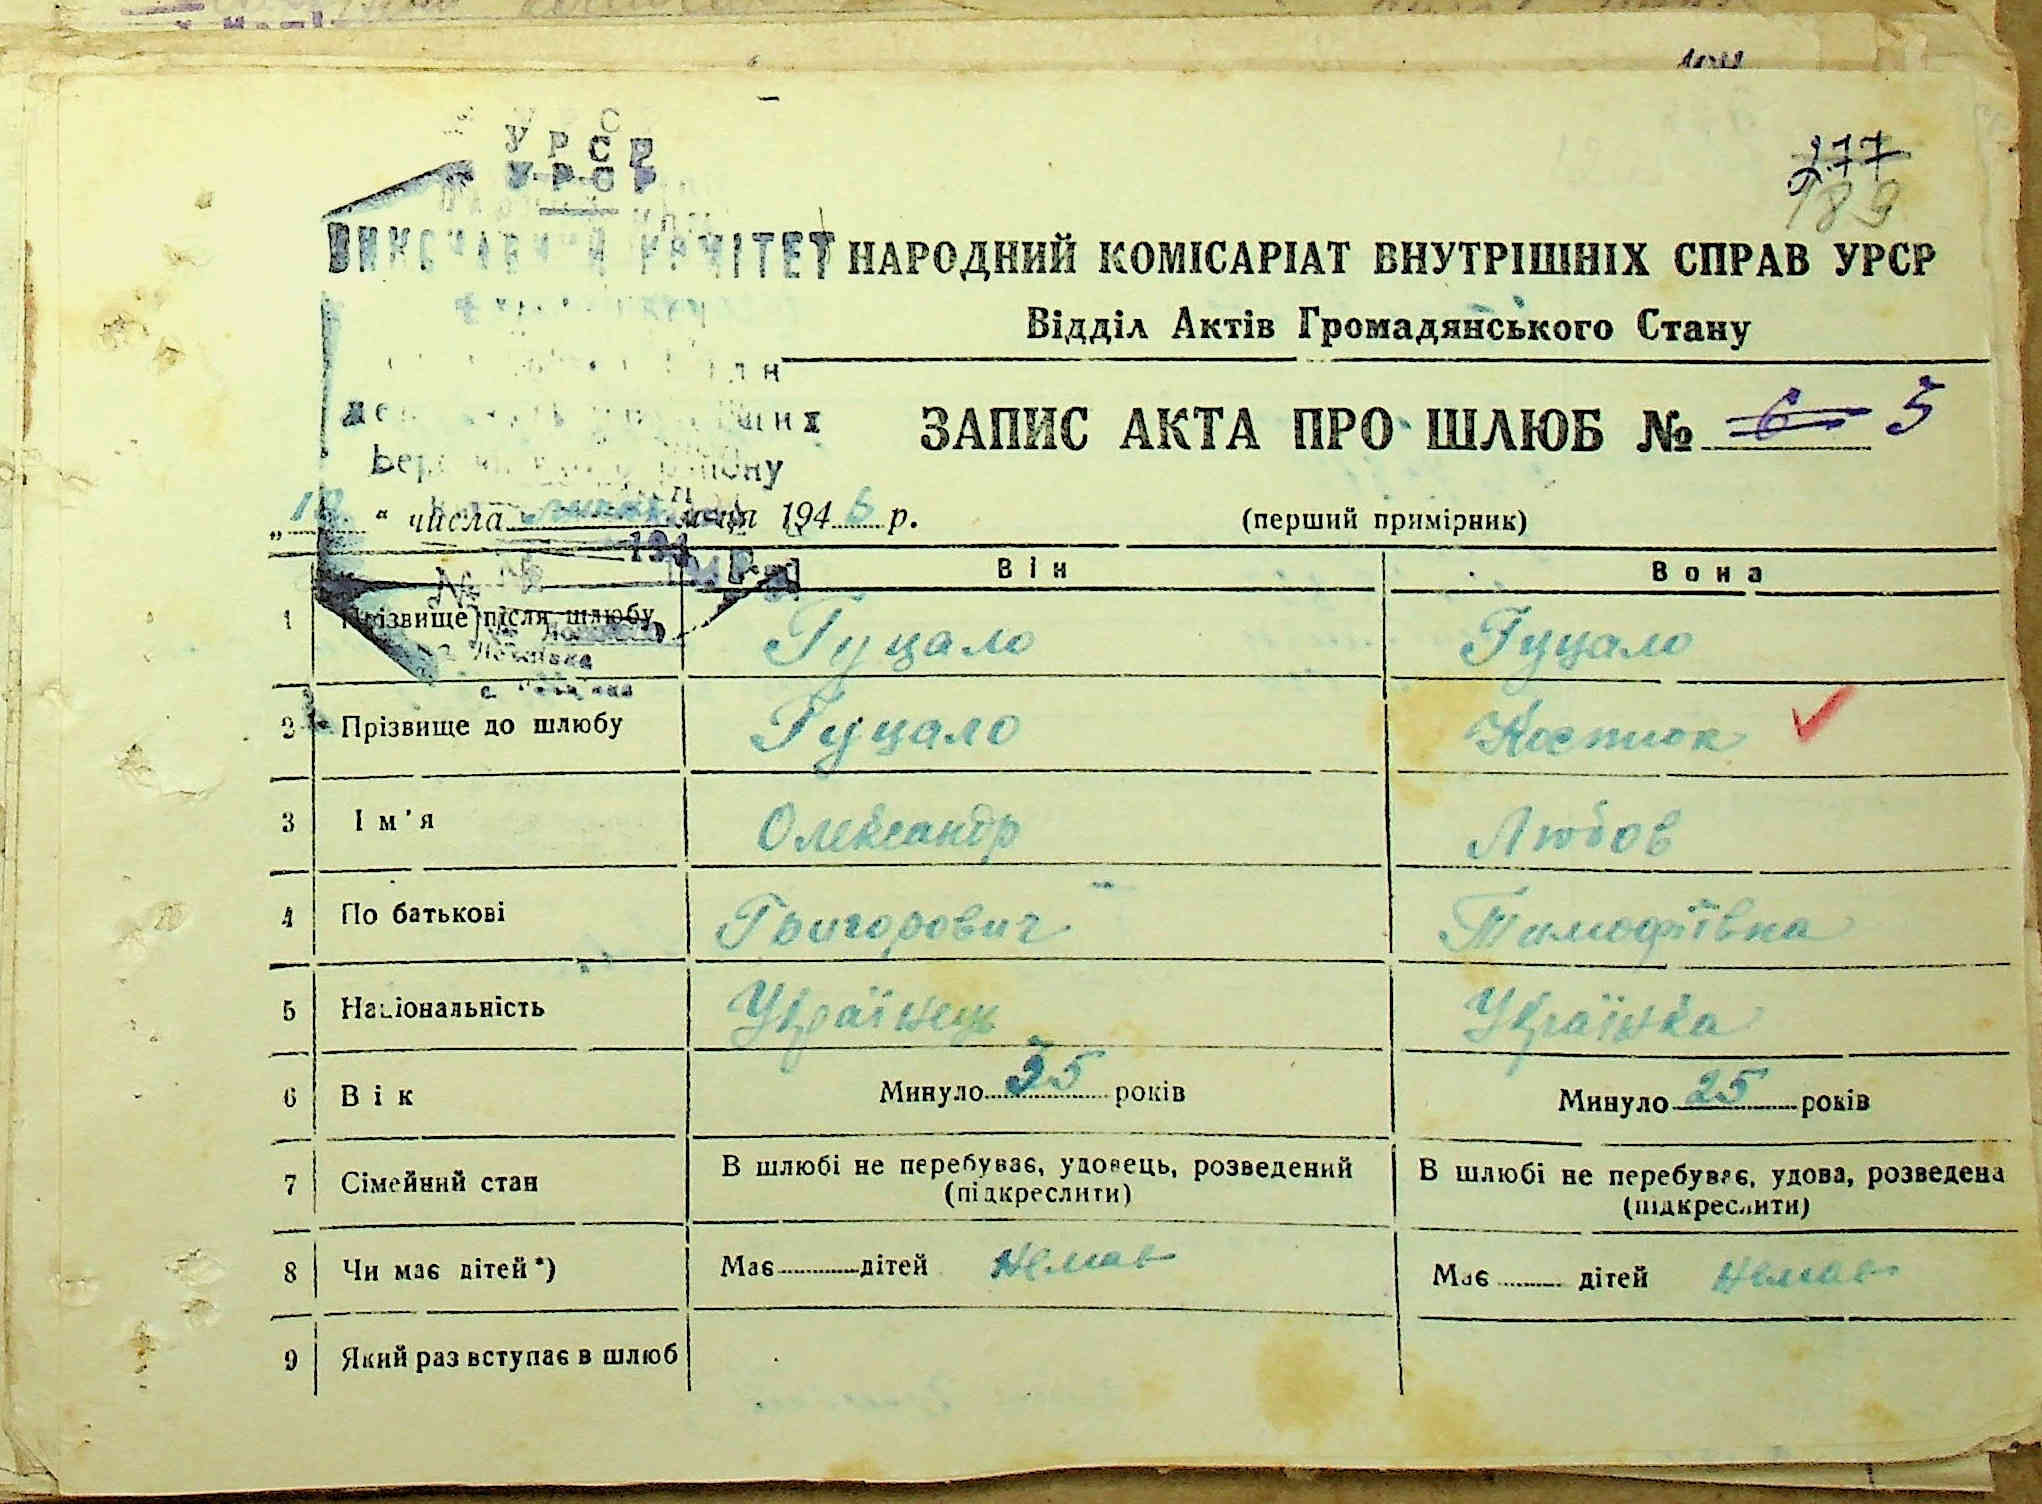 УРСР
277
189
ВИКОНАВЧИЙ КОМІТЕТ
НАРОДНИЙ КОМІСАРІАТ ВНУТРІШНІХ СПРАВ УРСР
Відділ Актів Громадянського Стану
ЗАПИС АКТА ПРО ШЛЮБ № 6 5
району
" числа м-ця 194 р.
(перший примірник)
Він Вона
1 Прізвище після шлюбу Гуцало Гуцало
2 Прізвище до шлюбу Гуцало Костюк
3 Ім'я Олександр Любов
4 По батькові Григорович Тимофіївна
5 Національність Українець Українка
6 Вік Минуло 35 років Минуло 25 років
7 Сімейний стан В шлюбі не перебуває, удовець, розведений (підкреслити) В шлюбі не перебуває, удова, розведена (підкреслити)
8 Чи має дітей*) Має дітей немає Має дітей немає
9 Який раз вступає в шлюб